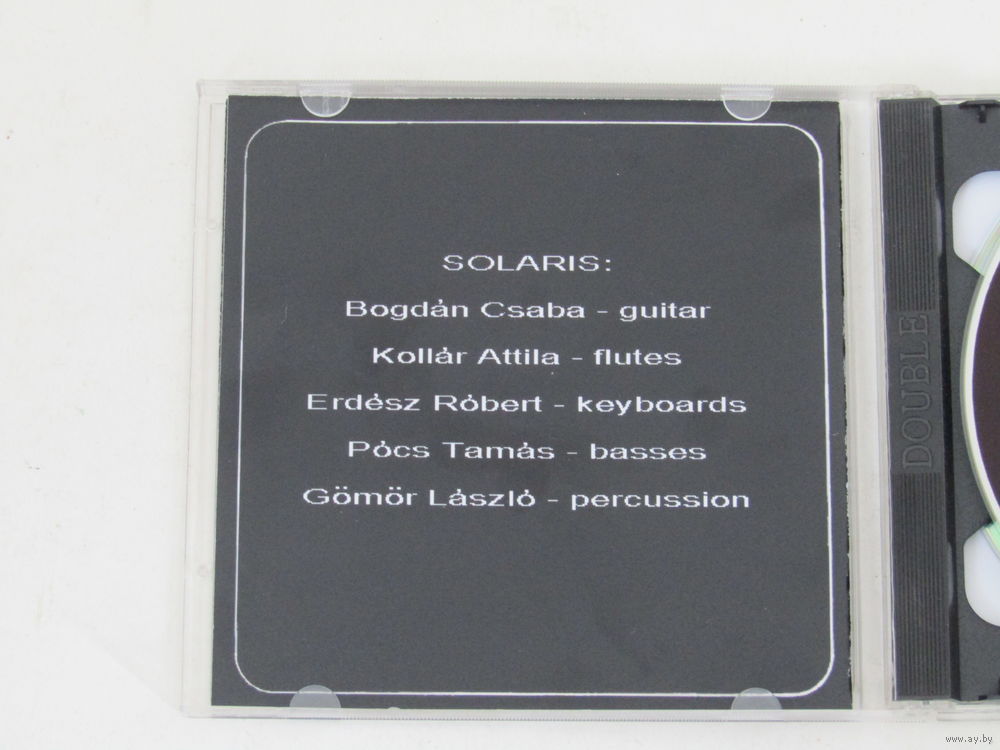 SOLARIS:
Bogdán Csaba - guitar
Kollár Attila - flutes
Erdész Róbert - keyboards
Pócs Tamás - basses
Gömör László - percussion
DOUBLE
www.ay.by